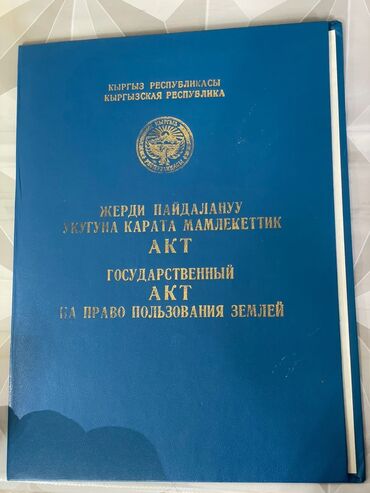 КЫРГЫЗ РЕСПУБЛИКАСЫ
КЫРГЫЗСКАЯ РЕСПУБЛИКА
ЖЕРДИ ПАЙДАЛАНУУ
УКУГУНА КАРАТА МАМЛЕКЕТТИК
АКТ
ГОСУДАРСТВЕННЫЙ
АКТ
НА ПРАВО ПОЛЬЗОВАНИЯ ЗЕМЛЕЙ